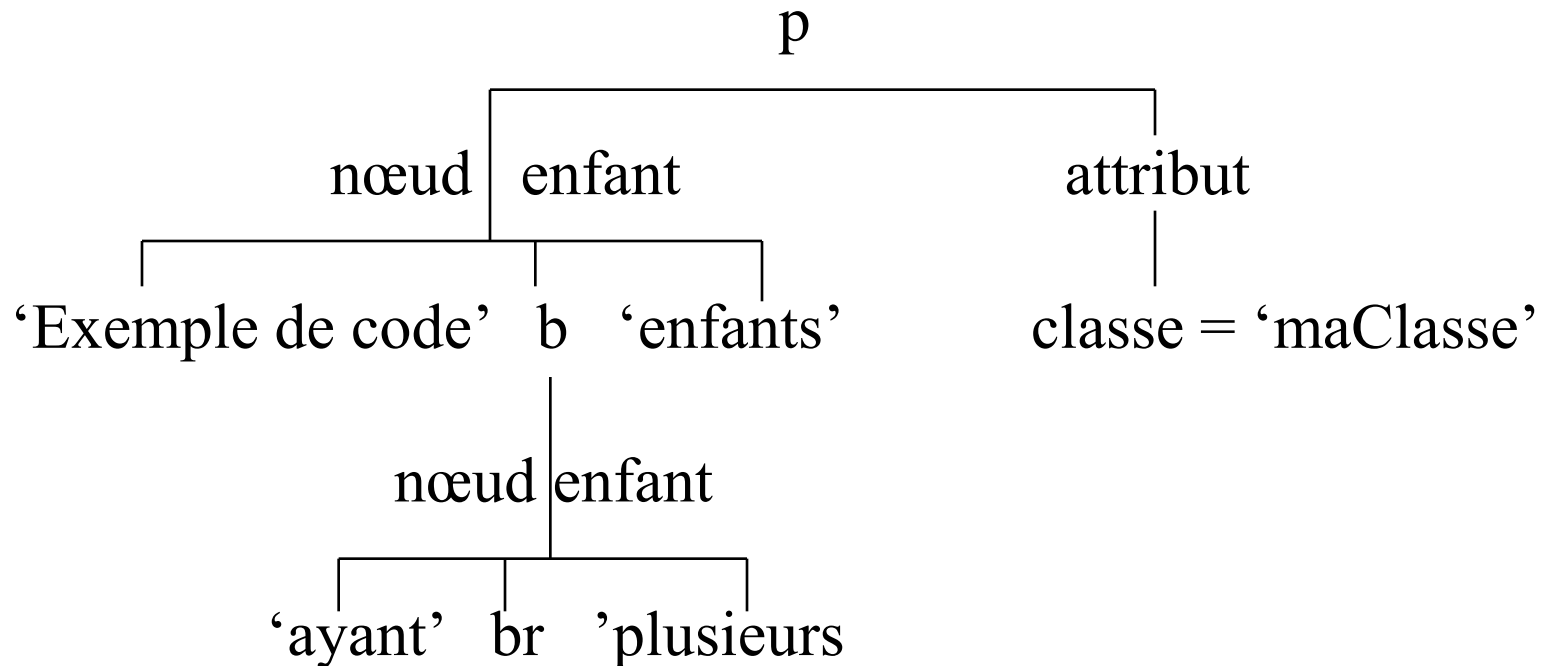 p
nœud enfant attribut
‘Exemple de code’ b ‘enfants’ classe = ‘maClasse’
nœud enfant
‘ayant’ br ’plusieurs